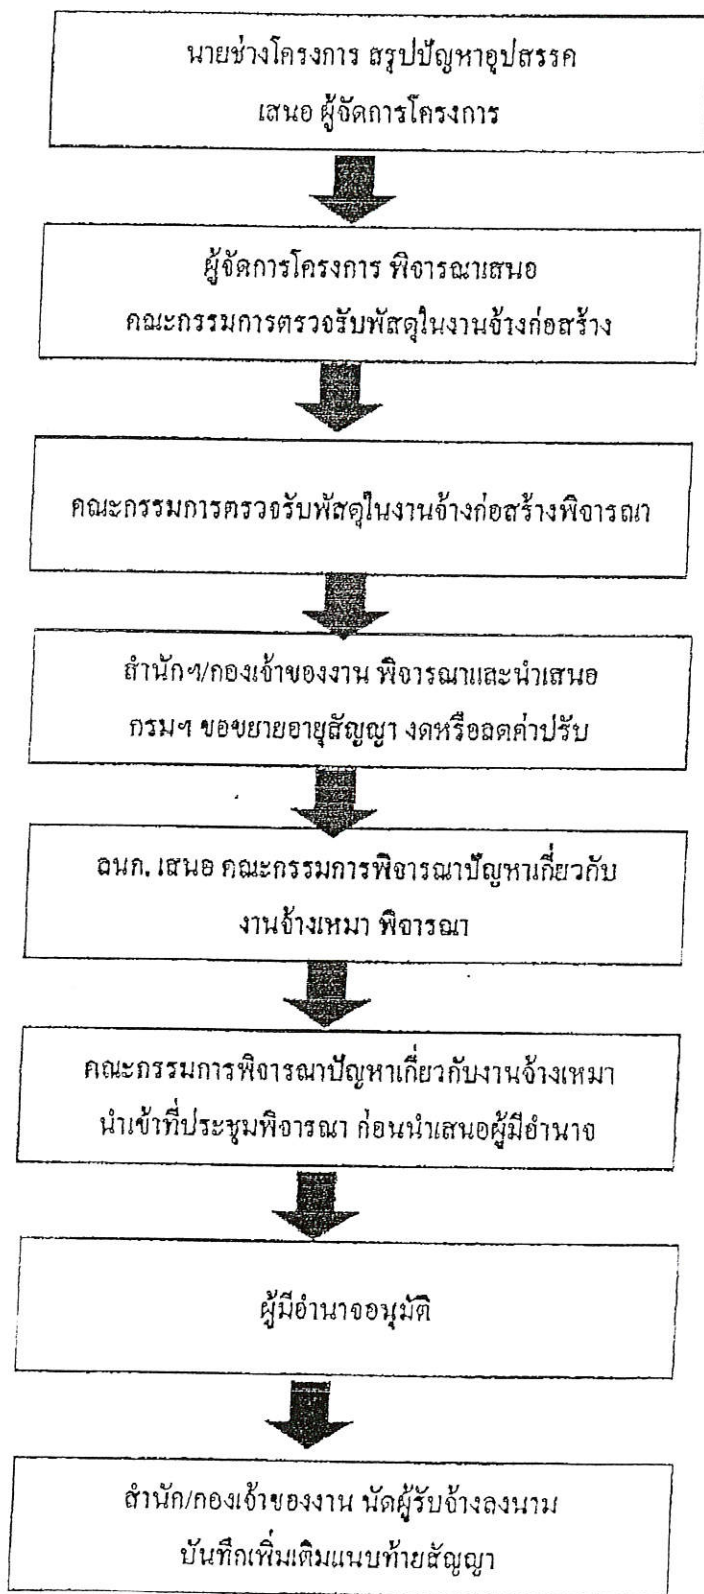 นายช่างโครงการ สรุปปัญหาอุปสรรค
เสนอ ผู้จัดการโครงการ
ผู้จัดการโครงการ พิจารณาเสนอ
คณะกรรมการตรวจรับพัสดุในงานจ้างก่อสร้าง
คณะกรรมการตรวจรับพัสดุในงานจ้างก่อสร้างพิจารณา
สำนักฯ/กองเจ้าของงาน พิจารณาและนำเสนอ
กรมฯ ขอขยายอายุสัญญา งดหรือลดค่าปรับ
ลนก. เสนอ คณะกรรมการพิจารณาปัญหาเกี่ยวกับ
งานจ้างเหมา พิจารณา
คณะกรรมการพิจารณาปัญหาเกี่ยวกับงานจ้างเหมา
นำเข้าที่ประชุมพิจารณา ก่อนนำเสนอผู้มีอำนาจ
ผู้มีอำนาจอนุมัติ
สำนัก/กองเจ้าของงาน นัดผู้รับจ้างลงนาม
บันทึกเพิ่มเติมแนบท้ายสัญญา